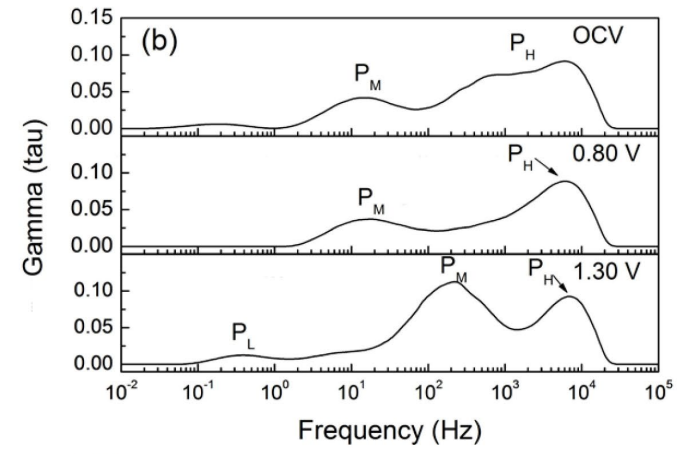 0.15
(b)
OCV
P_H
0.10
P_M
0.05
0.00
P_H
0.80 V
0.10
P_M
0.05
0.00
P_M
P_H
1.30 V
0.10
0.05
P_L
0.00
10^-2 10^-1 10^0 10^1 10^2 10^3 10^4 10^5
Frequency (Hz)
Gamma (tau)